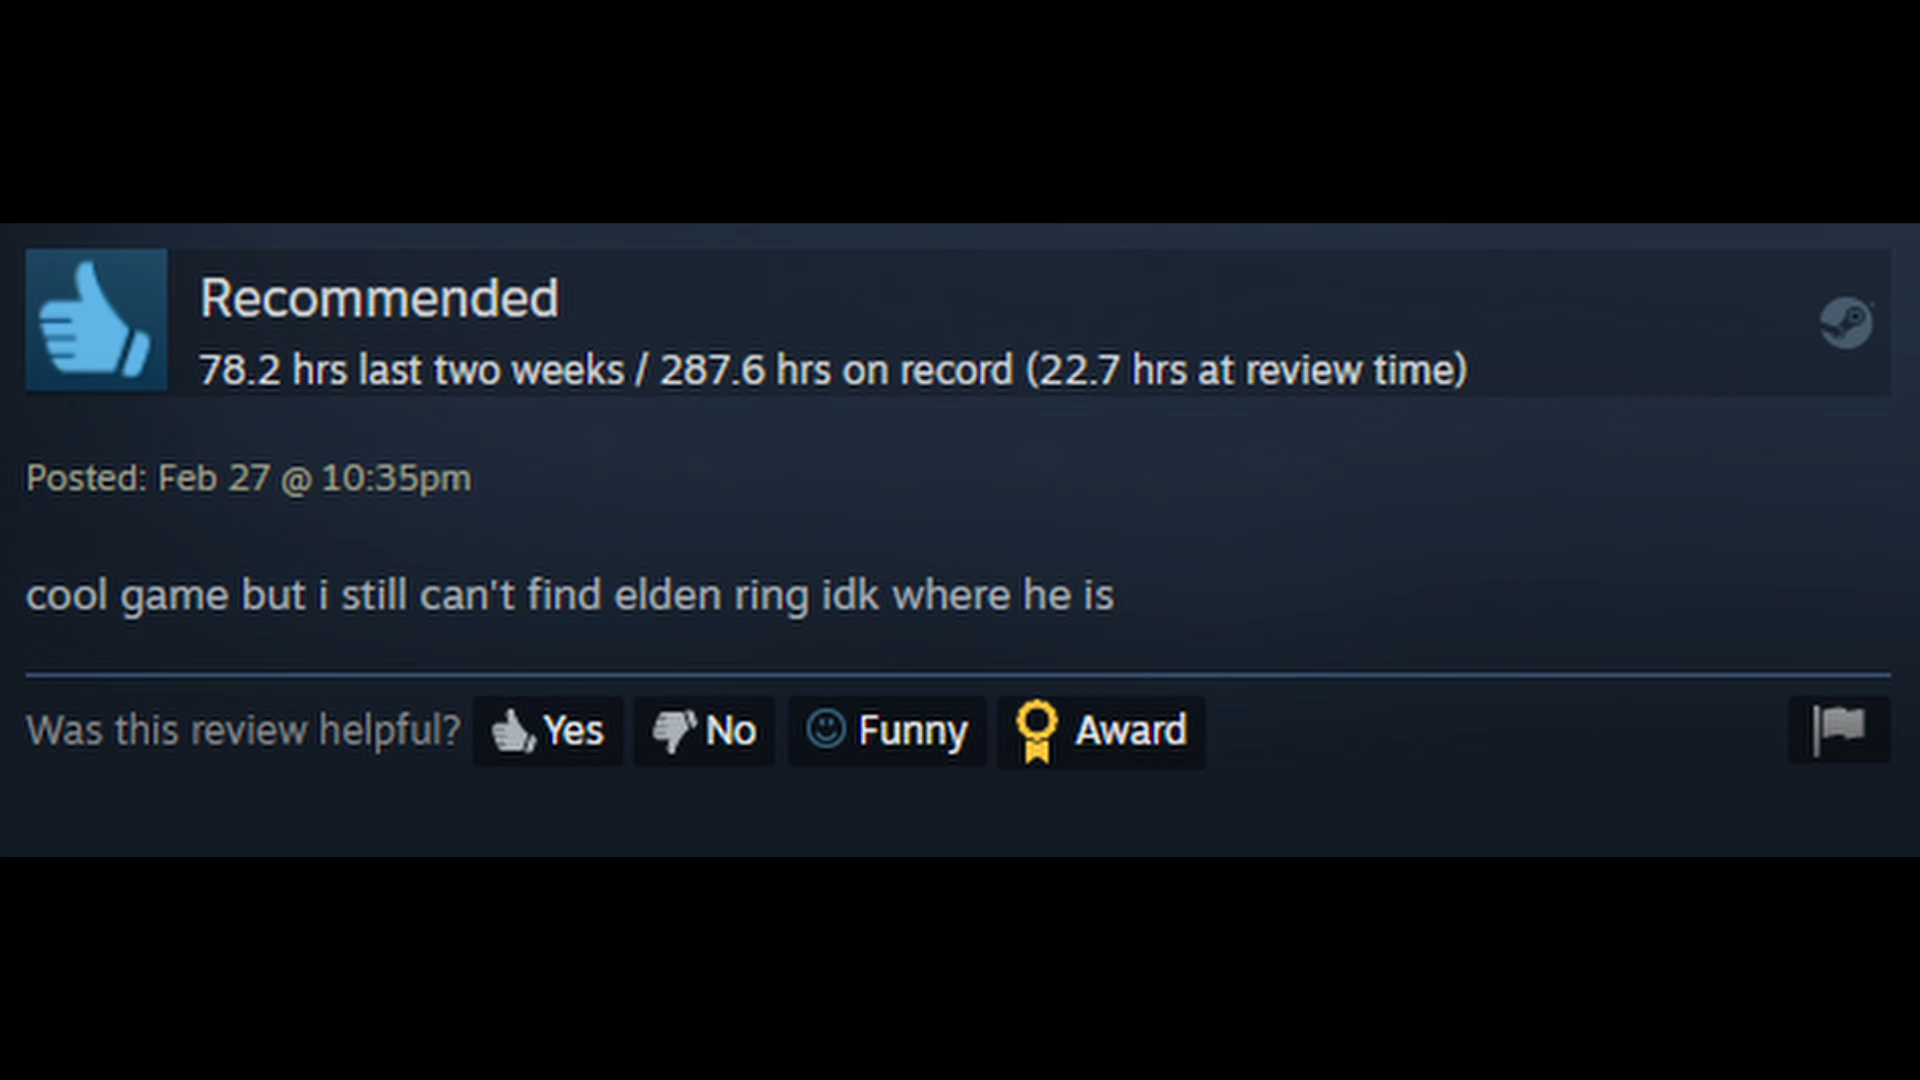 Recommended
78.2 hrs last two weeks / 287.6 hrs on record (22.7 hrs at review time)
Posted: Feb 27 @ 10:35pm
cool game but i still can't find elden ring idk where he is
Was this review helpful? Yes No Funny Award